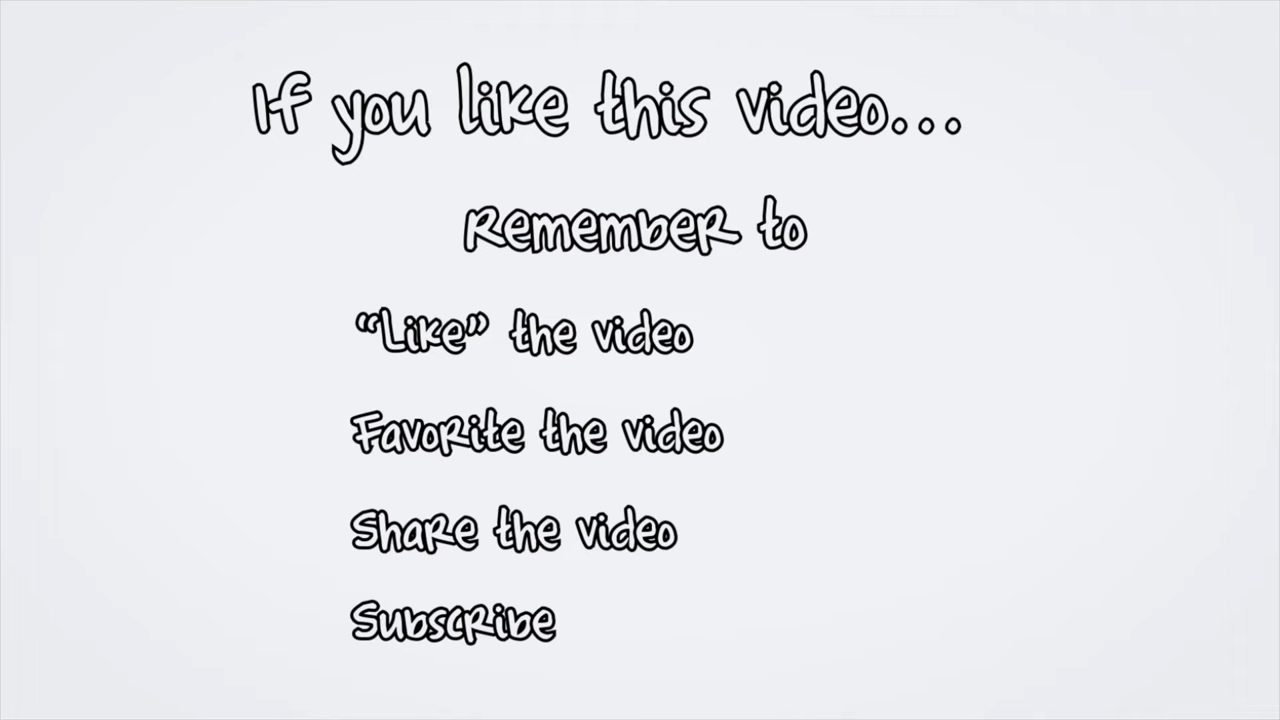 If you like this video...
Remember to
“Like” the video
Favorite the video
Share the video
Subscribe